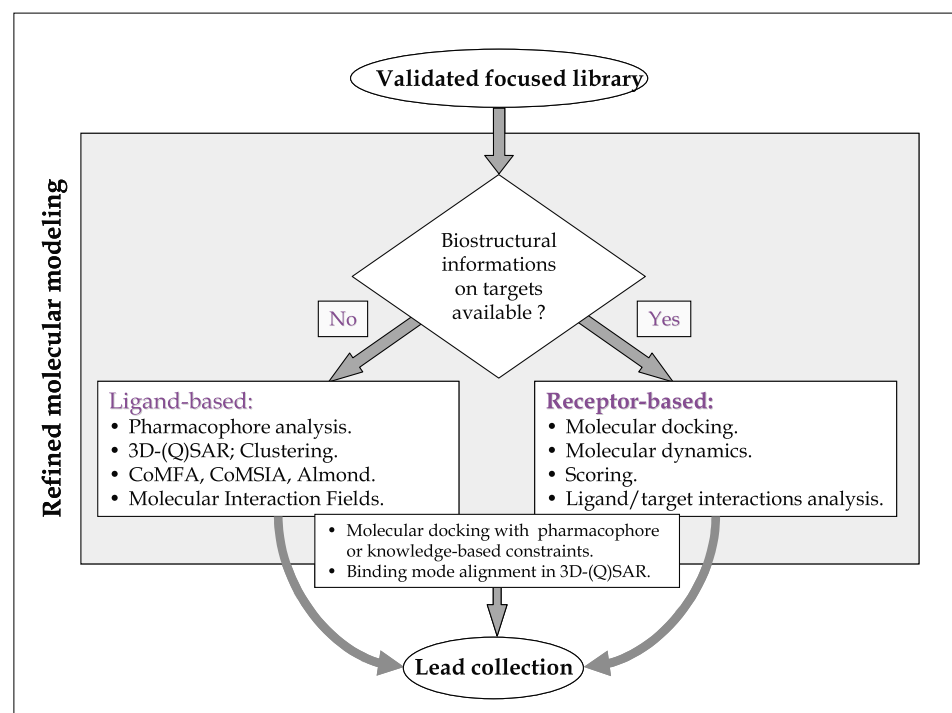 Validated focused library
Refined molecular modeling
Biostructural
informations
on targets
available ?
No
Yes
Ligand-based:
• Pharmacophore analysis.
• 3D-(Q)SAR; Clustering.
• CoMFA, CoMSIA, Almond.
• Molecular Interaction Fields.
Receptor-based:
• Molecular docking.
• Molecular dynamics.
• Scoring.
• Ligand/target interactions analysis.
• Molecular docking with pharmacophore
or knowledge-based constraints.
• Binding mode alignment in 3D-(Q)SAR.
Lead collection